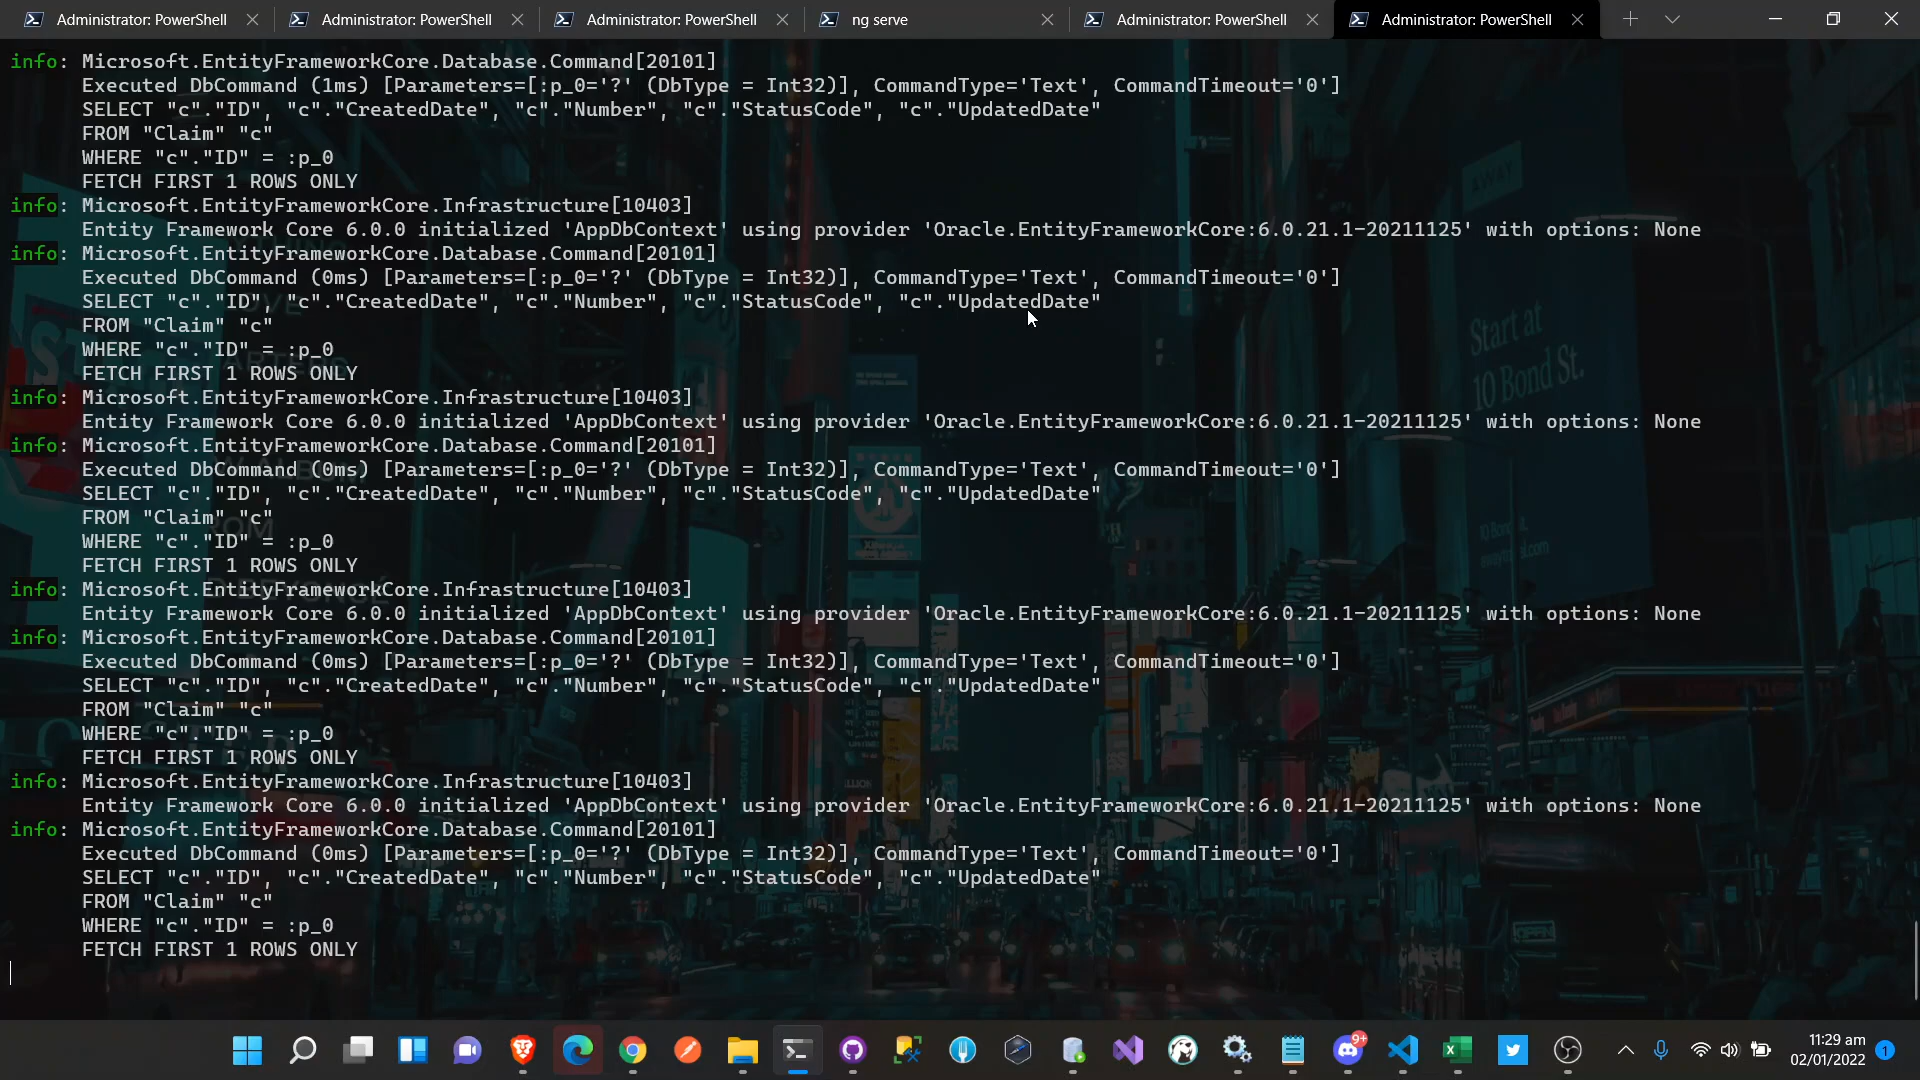 Administrator: PowerShell
Administrator: PowerShell
Administrator: PowerShell
ng serve
Administrator: PowerShell
Administrator: PowerShell
info: Microsoft.EntityFrameworkCore.Database.Command[20101]
Executed DbCommand (1ms) [Parameters=[:p_0='?' (DbType = Int32)], CommandType='Text', CommandTimeout='0']
SELECT "c"."ID", "c"."CreatedDate", "c"."Number", "c"."StatusCode", "c"."UpdatedDate"
FROM "Claim" "c"
WHERE "c"."ID" = :p_0
FETCH FIRST 1 ROWS ONLY
info: Microsoft.EntityFrameworkCore.Infrastructure[10403]
Entity Framework Core 6.0.0 initialized 'AppDbContext' using provider 'Oracle.EntityFrameworkCore:6.0.21.1-20211125' with options: None
info: Microsoft.EntityFrameworkCore.Database.Command[20101]
Executed DbCommand (0ms) [Parameters=[:p_0='?' (DbType = Int32)], CommandType='Text', CommandTimeout='0']
SELECT "c"."ID", "c"."CreatedDate", "c"."Number", "c"."StatusCode", "c"."UpdatedDate"
FROM "Claim" "c"
WHERE "c"."ID" = :p_0
FETCH FIRST 1 ROWS ONLY
info: Microsoft.EntityFrameworkCore.Infrastructure[10403]
Entity Framework Core 6.0.0 initialized 'AppDbContext' using provider 'Oracle.EntityFrameworkCore:6.0.21.1-20211125' with options: None
info: Microsoft.EntityFrameworkCore.Database.Command[20101]
Executed DbCommand (0ms) [Parameters=[:p_0='?' (DbType = Int32)], CommandType='Text', CommandTimeout='0']
SELECT "c"."ID", "c"."CreatedDate", "c"."Number", "c"."StatusCode", "c"."UpdatedDate"
FROM "Claim" "c"
WHERE "c"."ID" = :p_0
FETCH FIRST 1 ROWS ONLY
info: Microsoft.EntityFrameworkCore.Infrastructure[10403]
Entity Framework Core 6.0.0 initialized 'AppDbContext' using provider 'Oracle.EntityFrameworkCore:6.0.21.1-20211125' with options: None
info: Microsoft.EntityFrameworkCore.Database.Command[20101]
Executed DbCommand (0ms) [Parameters=[:p_0='?' (DbType = Int32)], CommandType='Text', CommandTimeout='0']
SELECT "c"."ID", "c"."CreatedDate", "c"."Number", "c"."StatusCode", "c"."UpdatedDate"
FROM "Claim" "c"
WHERE "c"."ID" = :p_0
FETCH FIRST 1 ROWS ONLY
info: Microsoft.EntityFrameworkCore.Infrastructure[10403]
Entity Framework Core 6.0.0 initialized 'AppDbContext' using provider 'Oracle.EntityFrameworkCore:6.0.21.1-20211125' with options: None
info: Microsoft.EntityFrameworkCore.Database.Command[20101]
Executed DbCommand (0ms) [Parameters=[:p_0='?' (DbType = Int32)], CommandType='Text', CommandTimeout='0']
SELECT "c"."ID", "c"."CreatedDate", "c"."Number", "c"."StatusCode", "c"."UpdatedDate"
FROM "Claim" "c"
WHERE "c"."ID" = :p_0
FETCH FIRST 1 ROWS ONLY
AWAY
Start at
10 Bond St.
9+
11:29 am
02/01/2022
1